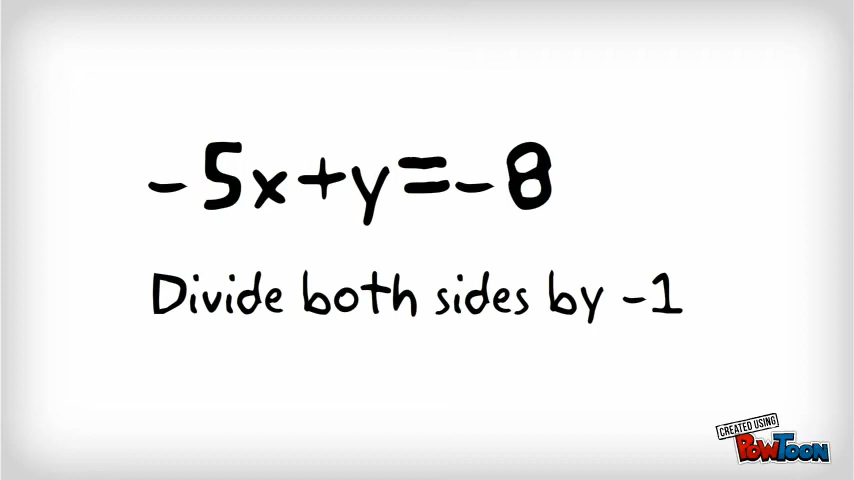 -5x+y=-8
Divide both sides by -1
CREATED USING
POWTOON